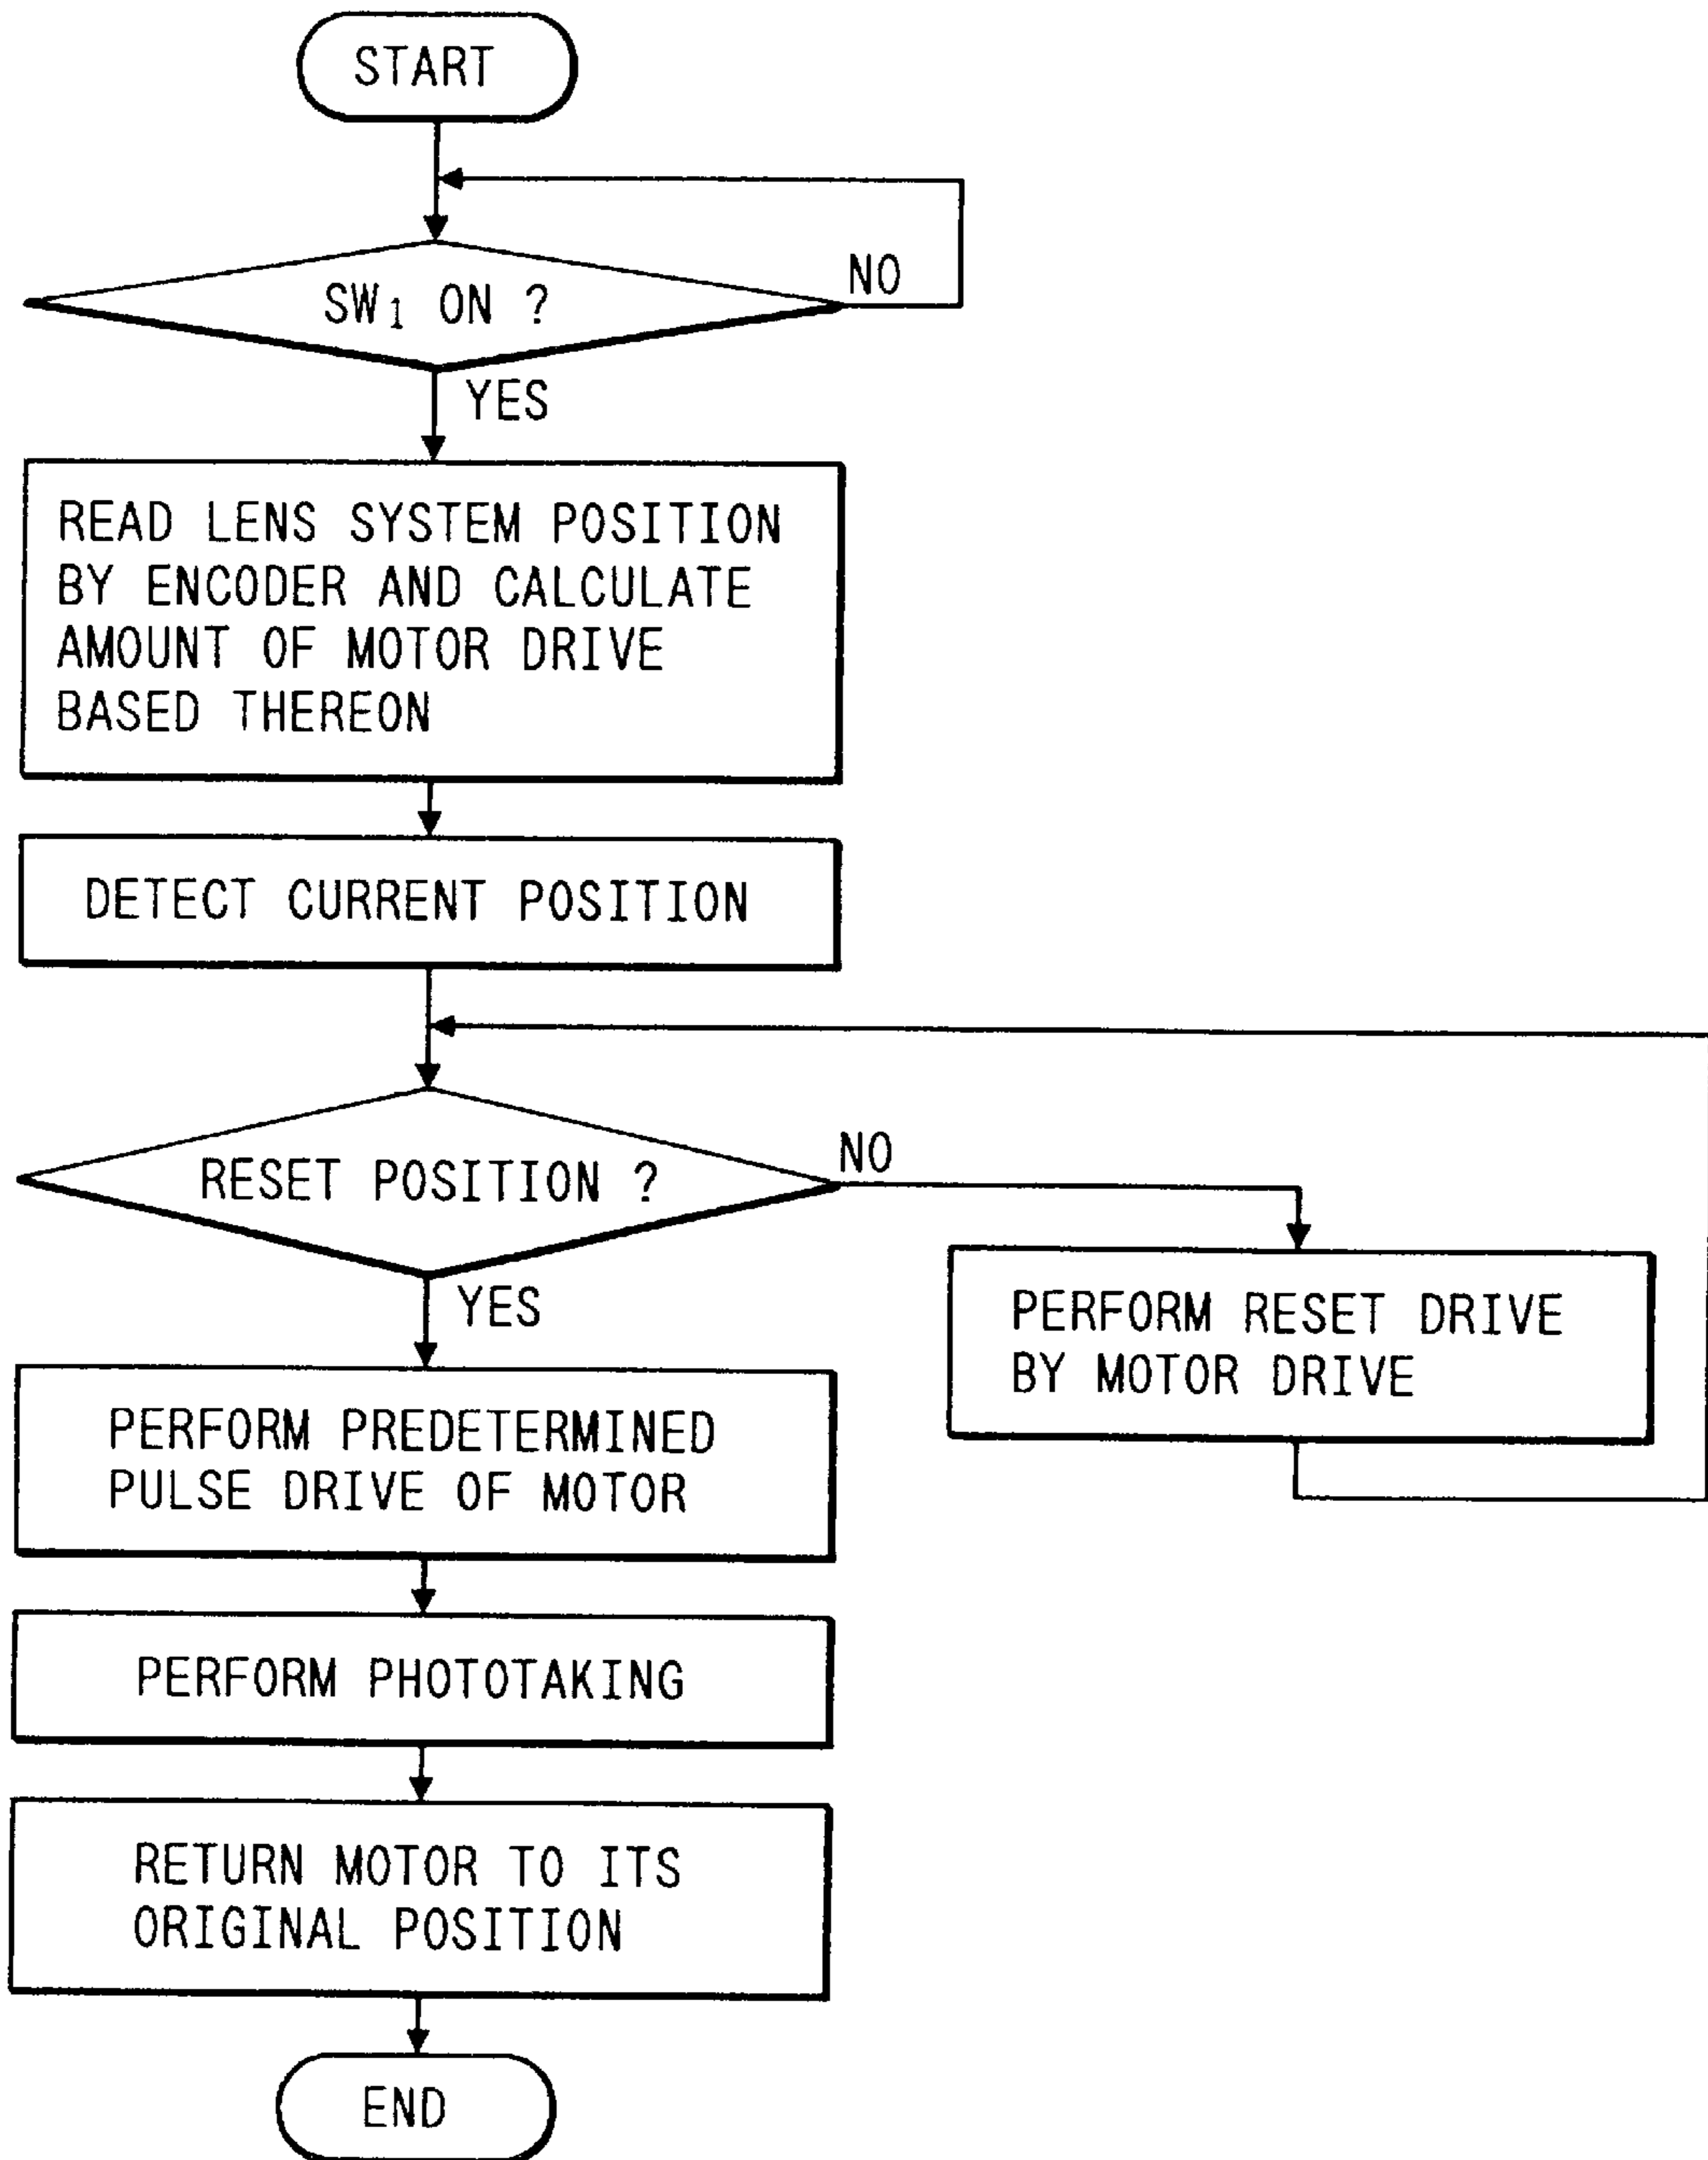 START
SW1 ON ?
NO
YES
READ LENS SYSTEM POSITION
BY ENCODER AND CALCULATE
AMOUNT OF MOTOR DRIVE
BASED THEREON
DETECT CURRENT POSITION
RESET POSITION ?
NO
YES
PERFORM RESET DRIVE
BY MOTOR DRIVE
PERFORM PREDETERMINED
PULSE DRIVE OF MOTOR
PERFORM PHOTOTAKING
RETURN MOTOR TO ITS
ORIGINAL POSITION
END